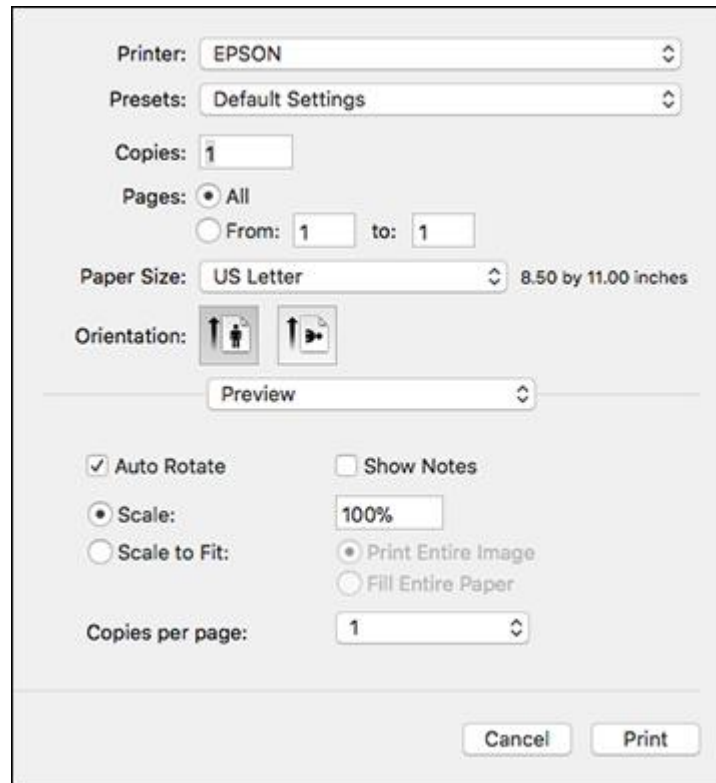 Printer: EPSON
Presets: Default Settings
Copies: 1
Pages: All
From: 1 to: 1
Paper Size: US Letter 8.50 by 11.00 inches
Orientation:
Preview
Auto Rotate Show Notes
Scale: 100%
Scale to Fit: Print Entire Image
Fill Entire Paper
Copies per page: 1
Cancel Print